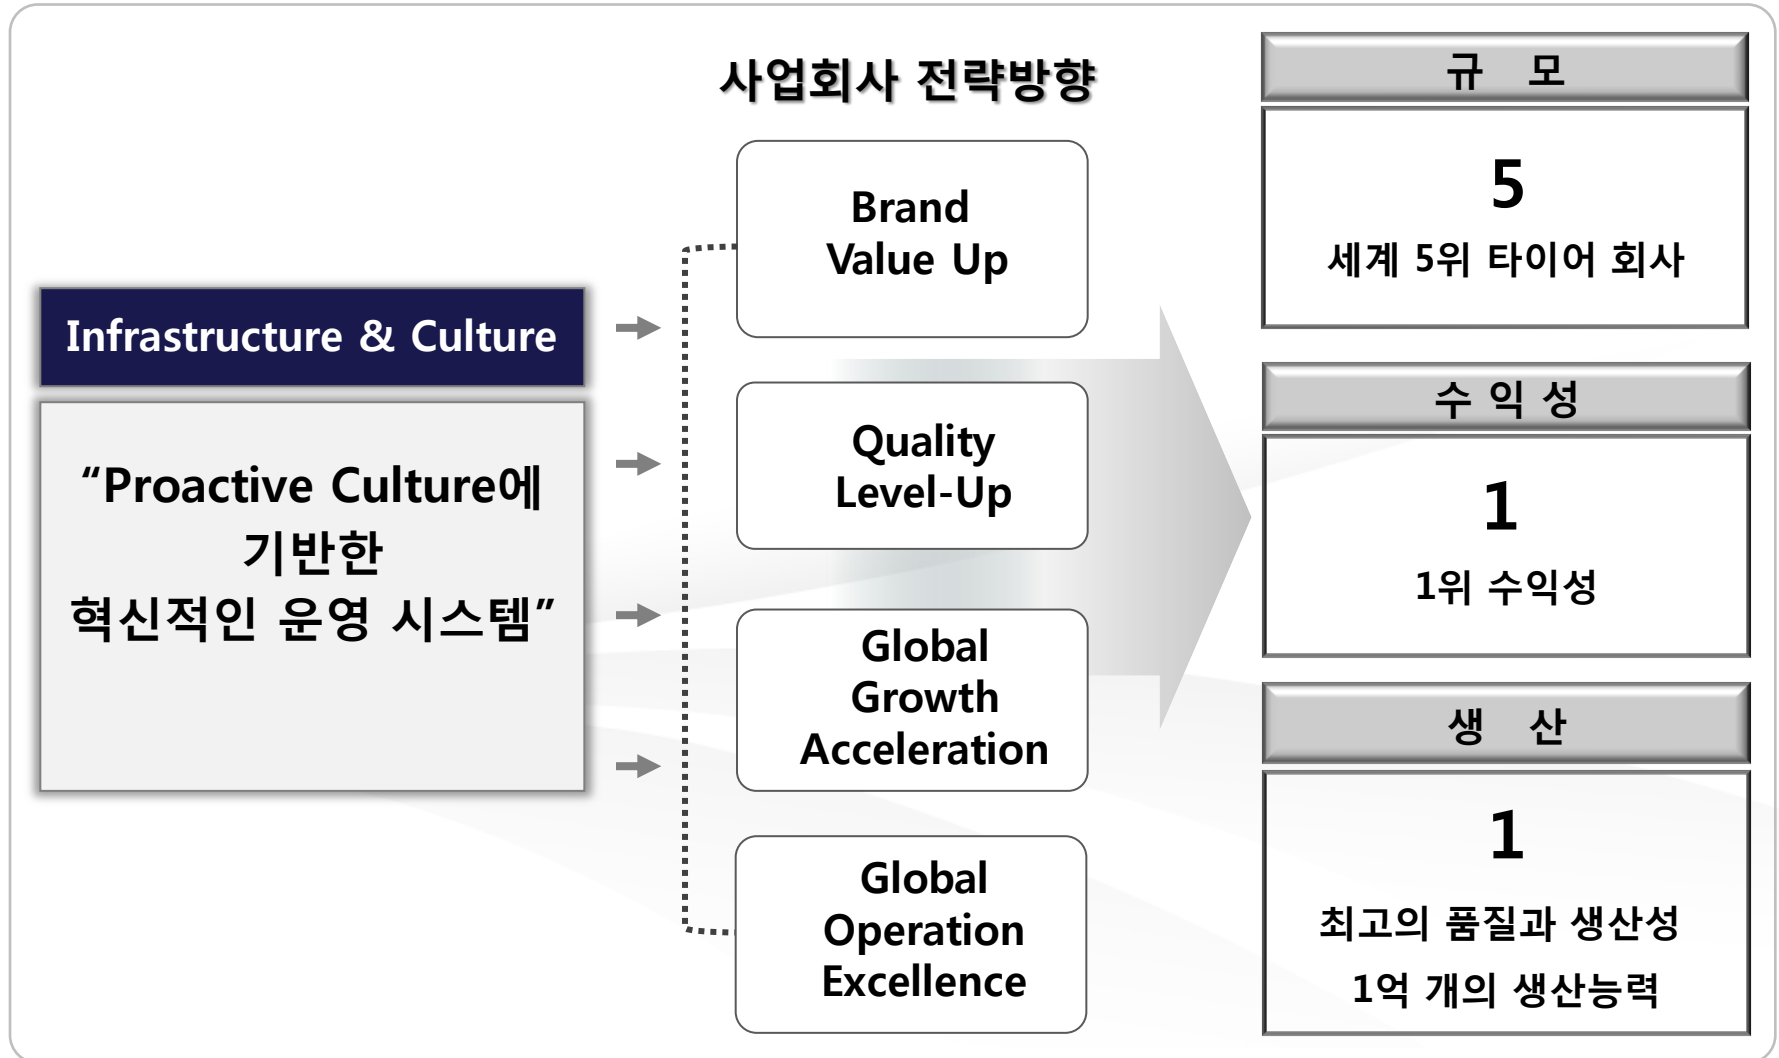 Infrastructure & Culture
“Proactive Culture에
기반한
혁신적인 운영 시스템”
사업회사 전략방향
Brand
Value Up
Quality
Level-Up
Global
Growth
Acceleration
Global
Operation
Excellence
규 모
5
세계 5위 타이어 회사
수 익 성
1
1위 수익성
생 산
1
최고의 품질과 생산성
1억 개의 생산능력